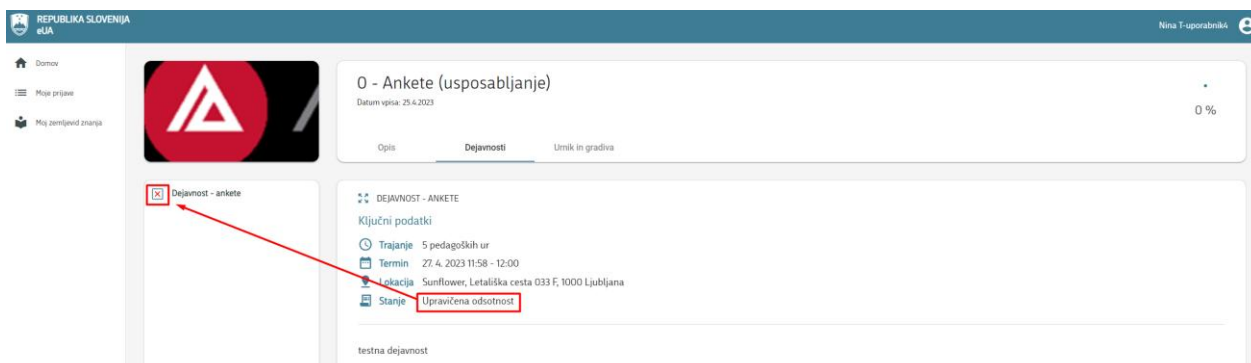 REPUBLIKA SLOVENIJA
eUA
Nina T-uporabnik4
Domov
Moje prijave
Moj zemljevid znanja
0 - Ankete (usposabljanje)
Datum vpisa: 25.4.2023
0 %
Opis
Dejavnosti
Urnik in gradiva
Dejavnost - ankete
DEJAVNOST - ANKETE
Ključni podatki
Trajanje 5 pedagoških ur
Termin 27. 4. 2023 11:58 - 12:00
Lokacija Sunflower, Letališka cesta 033 F, 1000 Ljubljana
Stanje Upravičena odsotnost
testna dejavnost